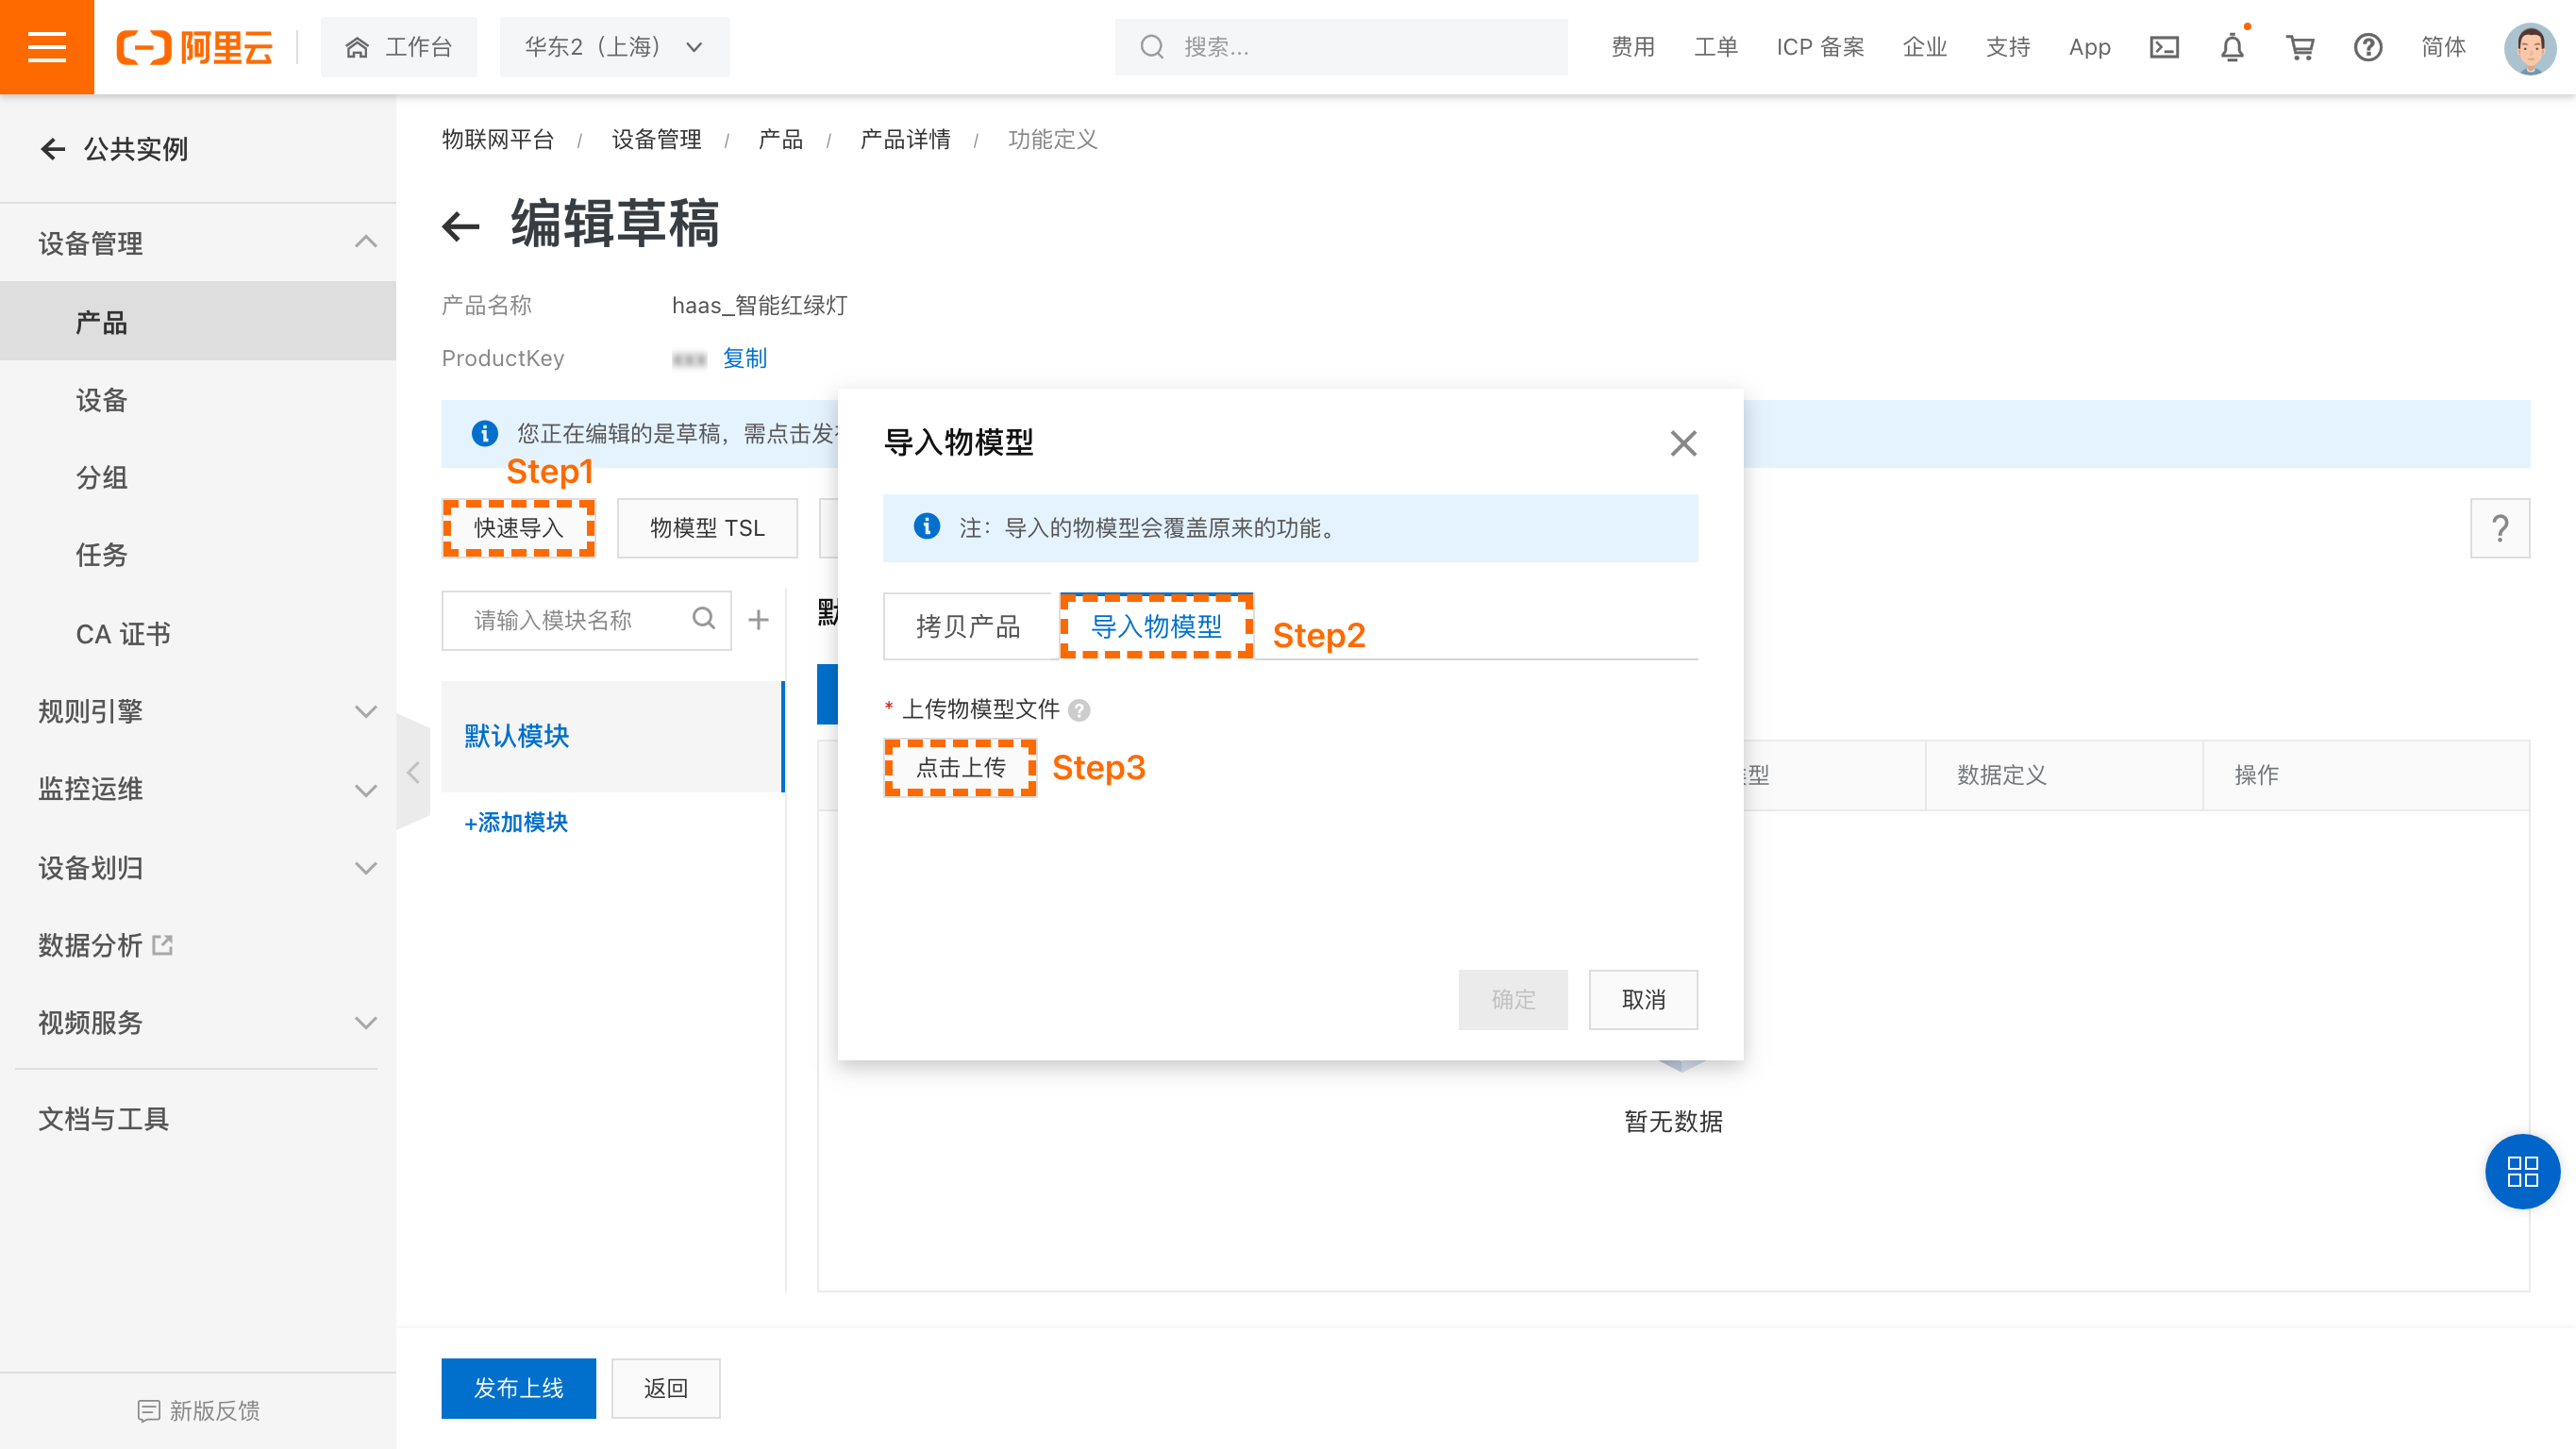 阿里云
工作台
华东2（上海）
搜索...
费用
工单
ICP 备案
企业
支持
App
简体
公共实例
设备管理
产品
设备
分组
任务
CA 证书
规则引擎
监控运维
设备划归
数据分析
视频服务
文档与工具
新版反馈
物联网平台 / 设备管理 / 产品 / 产品详情 / 功能定义
编辑草稿
产品名称 haas_智能红绿灯
ProductKey 复制
您正在编辑的是草稿，需点击发
Step1
快速导入
物模型 TSL
?
请输入模块名称
默认模块
+添加模块
导入物模型
注：导入的物模型会覆盖原来的功能。
拷贝产品
导入物模型
Step2
* 上传物模型文件
点击上传
Step3
确定
取消
型
数据定义
操作
暂无数据
发布上线
返回